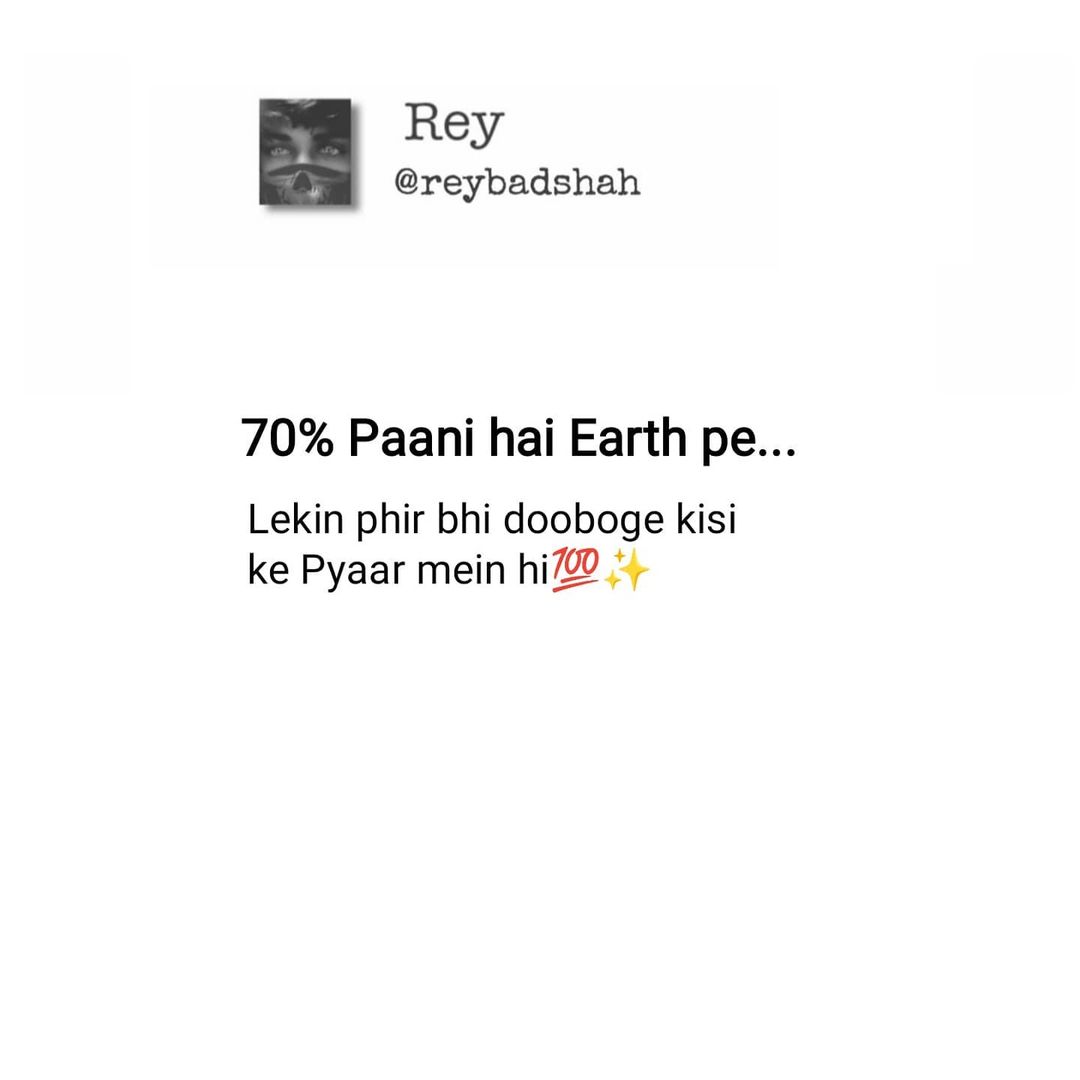 Rey
@reybadshah
70% Paani hai Earth pe...
Lekin phir bhi dooboge kisi
ke Pyaar mein hi💯✨